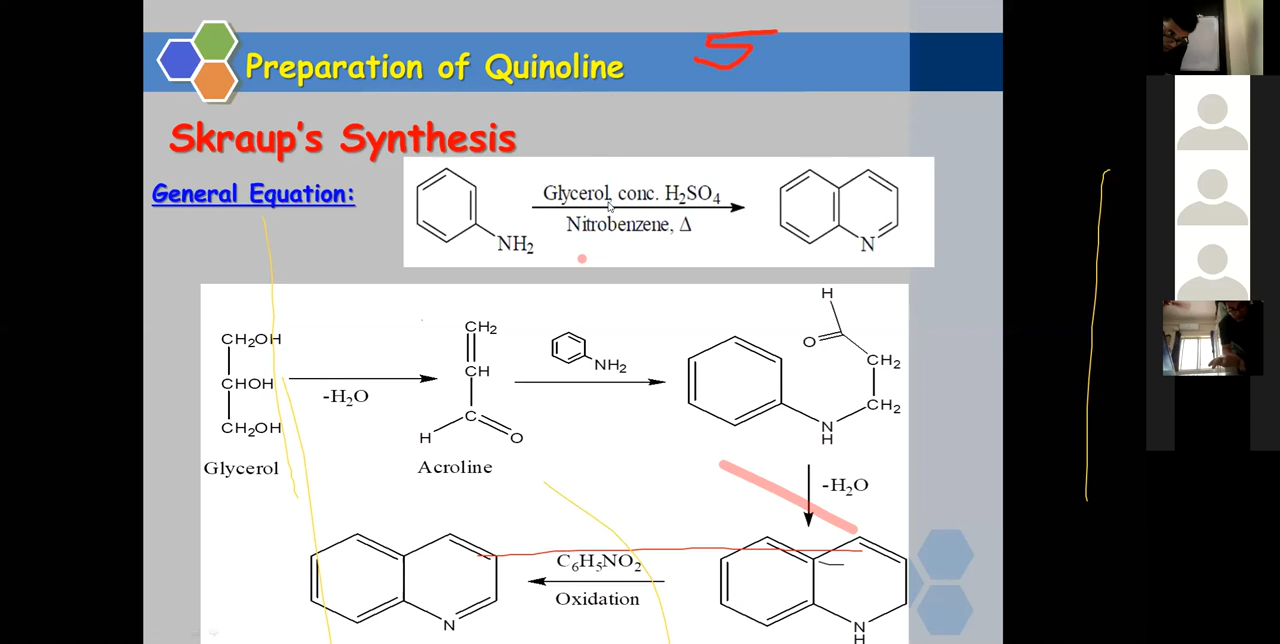 Preparation of Quinoline
5
Skraup's Synthesis
General Equation:
NH2
Glycerol, conc. H2SO4
Nitrobenzene, Δ
N
CH2OH
CHOH
CH2OH
Glycerol
-H2O
CH2
CH
C
H
O
Acroline
NH2
H
O
CH2
CH2
N
H
-H2O
N
H
C6H5NO2
Oxidation
N